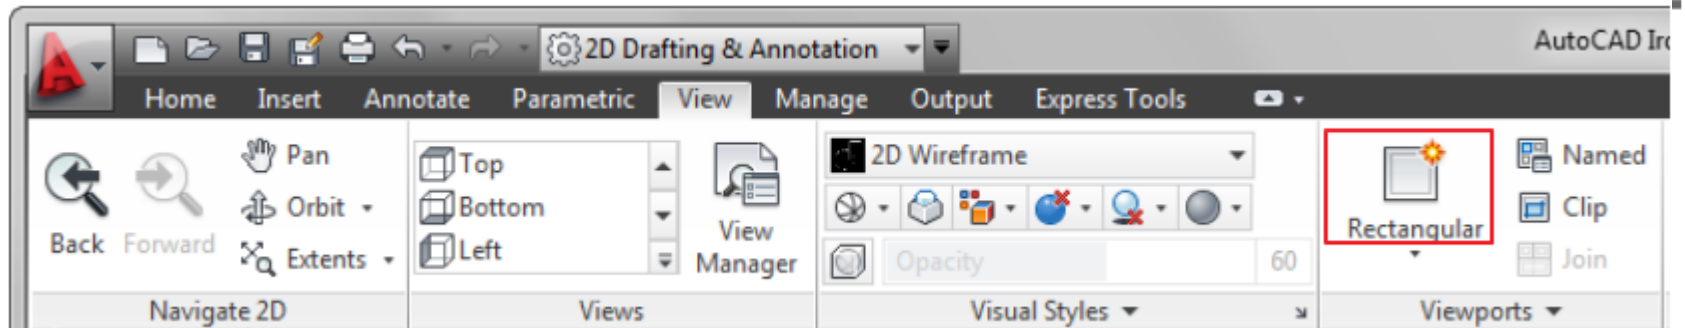 2D Drafting & Annotation
AutoCAD
Home Insert Annotate Parametric View Manage Output Express Tools
Back
Forward
Pan
Orbit
Extents
Navigate 2D
Top
Bottom
Left
View
Manager
Views
2D Wireframe
Opacity 60
Visual Styles
Rectangular
Named
Clip
Join
Viewports